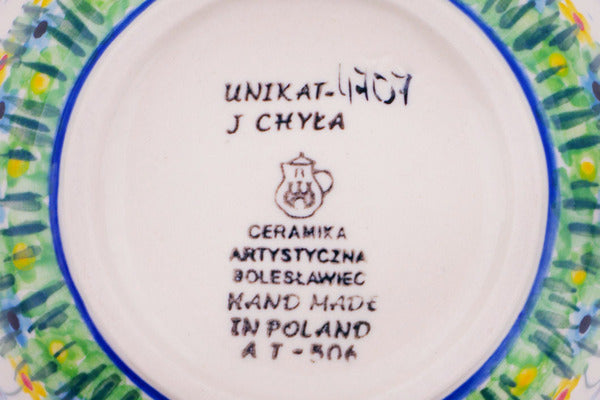 UNIKAT-4707
J CHYŁA
CERAMIKA
ARTYSTYCZNA
BOLESŁAWIEC
HAND MADE
IN POLAND
A T - 506